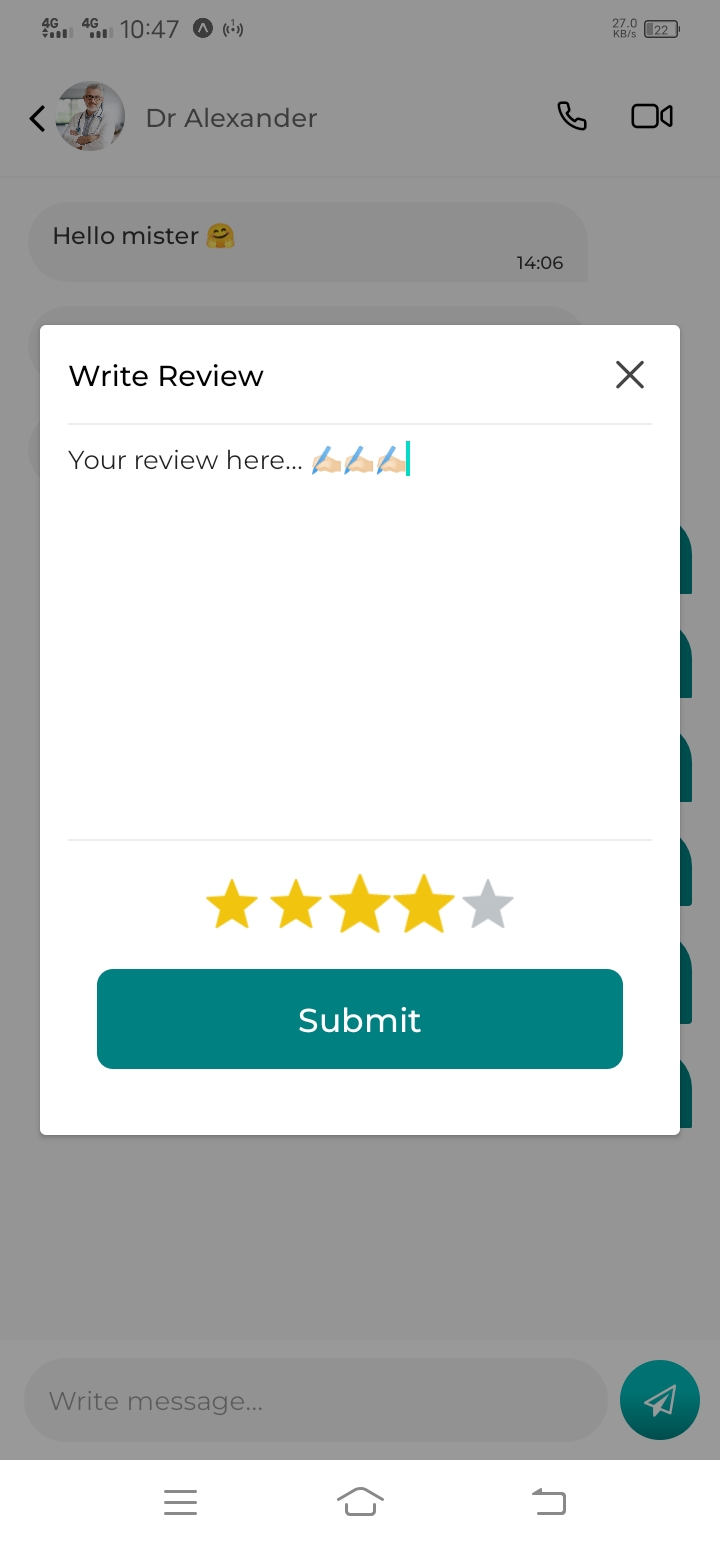 4G 4G 10:47 27.0 KB/s 22
Dr Alexander
Hello mister 🤗
14:06
Write Review
Your review here... ✍🏻✍🏻✍🏻
Submit
Write message...